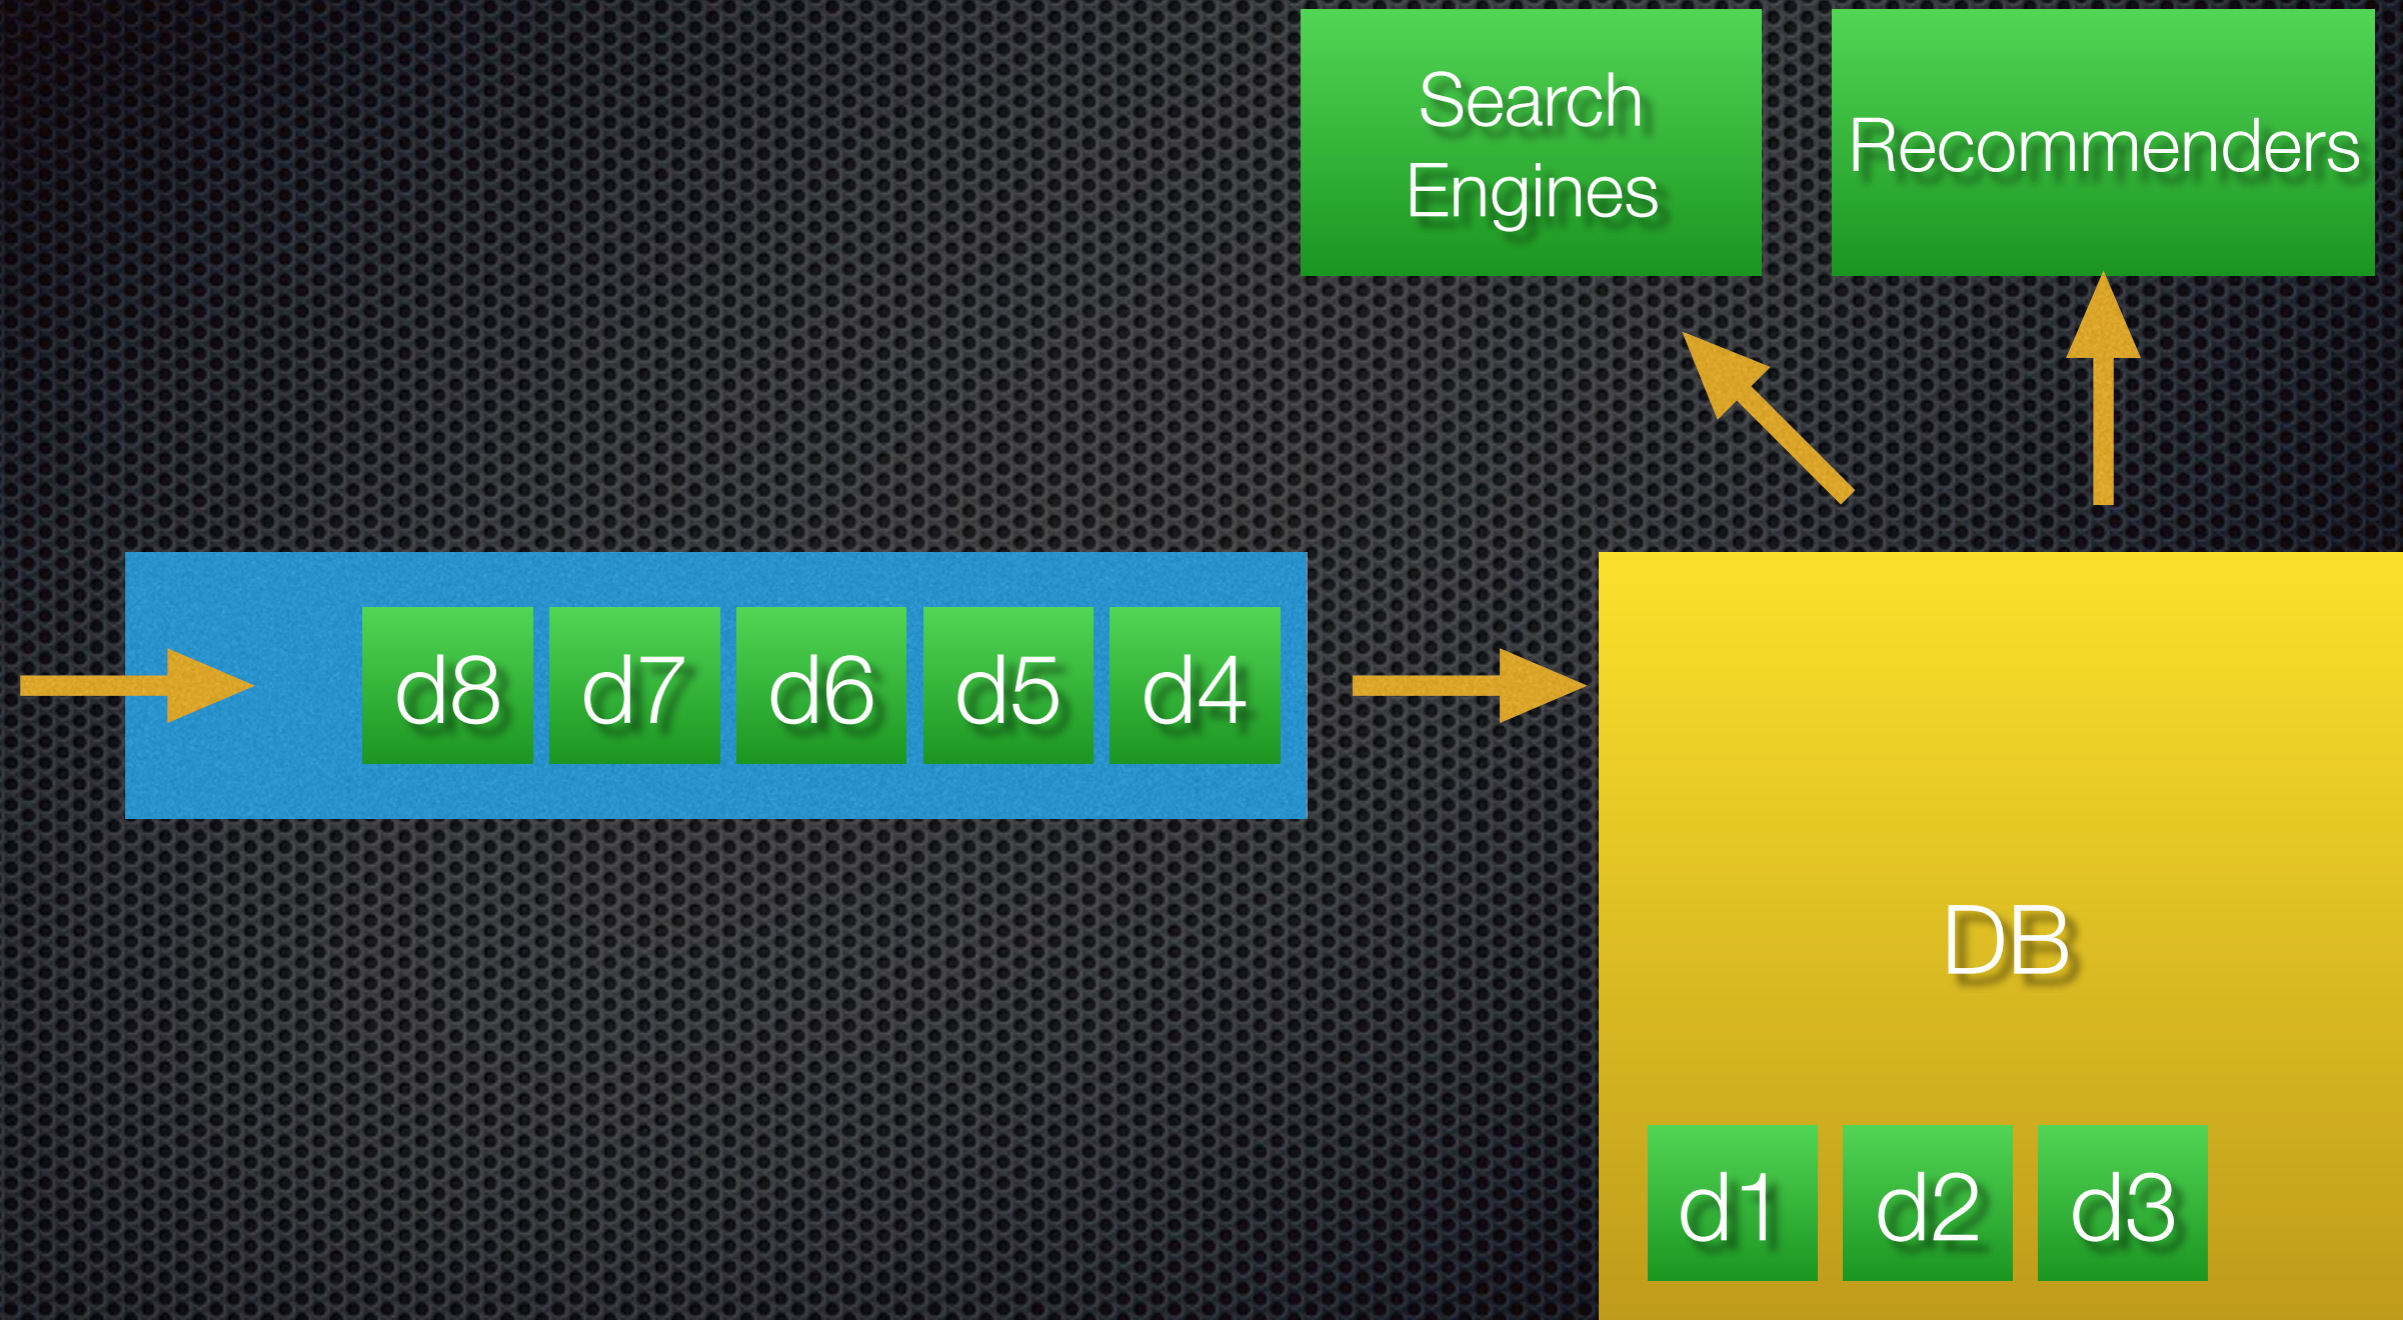 Search
Engines
Recommenders
d8 d7 d6 d5 d4
DB
d1 d2 d3